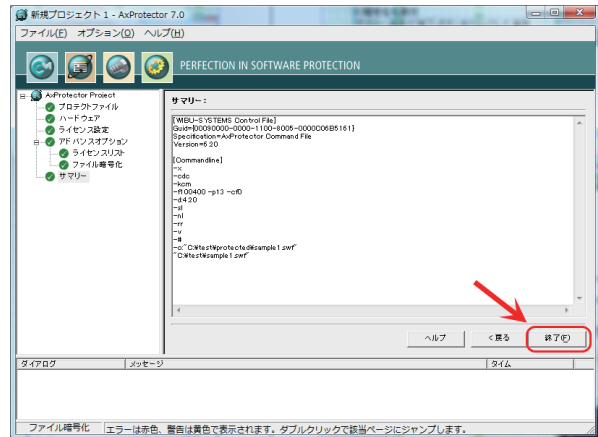 新規プロジェクト 1 - AxProtector 7.0
ファイル(F) オプション(O) ヘルプ(H)
PERFECTION IN SOFTWARE PROTECTION
AxProtector Project
プロテクトファイル
ハードウェア
ライセンス設定
アドバンスオプション
ライセンスリスト
ファイル暗号化
サマリー
サマリー：
[WIBU-SYSTEMS Control File]
Guid={00090000-0000-1100-8005-0000C06B5161}
Specification=AxProtector Command File
Version=6.20
[Commandline]
-x
-cdc
-kcm
-f100400 -p13 -cf0
-d:4.20
-sl
-nl
-rr
-v
-#
-o:"C:¥test¥protected¥sample1.swf"
"C:¥test¥sample1.swf"
ヘルプ
<戻る
終了(F)
ダイアログ メッセージ タイム
ファイル暗号化 エラーは赤色、警告は黄色で表示されます。ダブルクリックで該当ページにジャンプします。